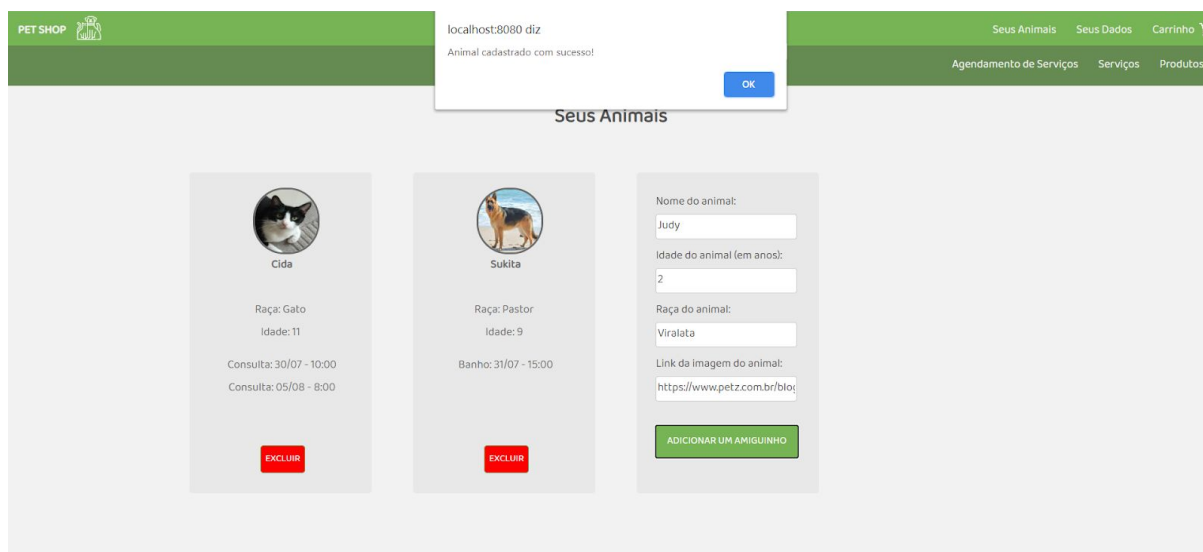 PET SHOP
localhost:8080 diz
Animal cadastrado com sucesso!
OK
Seus Animais Seus Dados Carrinho
Agendamento de Serviços Serviços Produtos
Seus Animais
Cida
Raça: Gato
Idade: 11
Consulta: 30/07 - 10:00
Consulta: 05/08 - 8:00
EXCLUIR
Sukita
Raça: Pastor
Idade: 9
Banho: 31/07 - 15:00
EXCLUIR
Nome do animal:
Judy
Idade do animal (em anos):
2
Raça do animal:
Viralata
Link da imagem do animal:
https://www.petz.com.br/blog
ADICIONAR UM AMIGUINHO